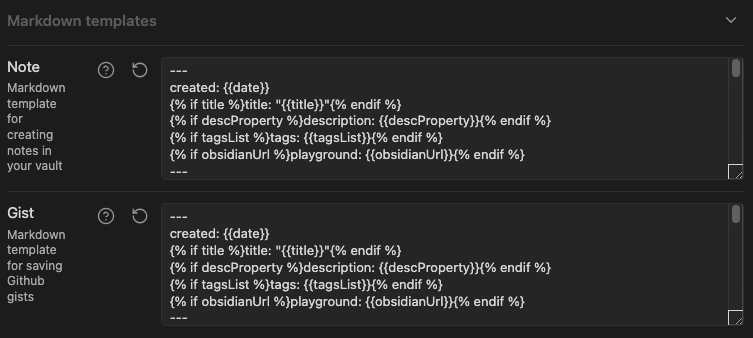 Markdown templates
Note
Markdown
template
for
creating
notes in
your vault
---
created: {{date}}
{% if title %}title: "{{title}}"{% endif %}
{% if descProperty %}description: {{descProperty}}{% endif %}
{% if tagsList %}tags: {{tagsList}}{% endif %}
{% if obsidianUrl %}playground: {{obsidianUrl}}{% endif %}
---
Gist
Markdown
template
for saving
Github
gists
---
created: {{date}}
{% if title %}title: "{{title}}"{% endif %}
{% if descProperty %}description: {{descProperty}}{% endif %}
{% if tagsList %}tags: {{tagsList}}{% endif %}
{% if obsidianUrl %}playground: {{obsidianUrl}}{% endif %}
---